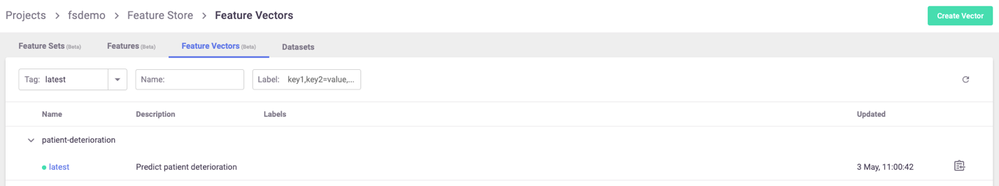 Projects > fsdemo > Feature Store > Feature Vectors
Create Vector
Feature Sets (Beta) Features (Beta) Feature Vectors (Beta) Datasets
Tag: latest Name: Label: key1,key2=value,...
Name Description Labels Updated
patient-deterioration
latest Predict patient deterioration 3 May, 11:00:42